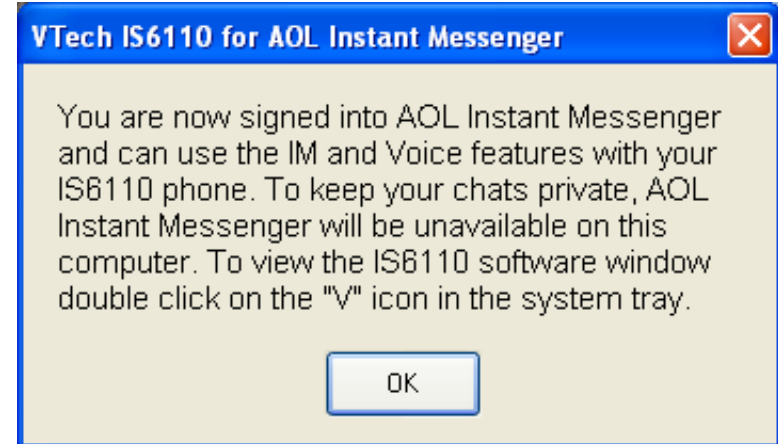 VTech IS6110 for AOL Instant Messenger
You are now signed into AOL Instant Messenger
and can use the IM and Voice features with your
IS6110 phone. To keep your chats private, AOL
Instant Messenger will be unavailable on this
computer. To view the IS6110 software window
double click on the "V" icon in the system tray.
OK